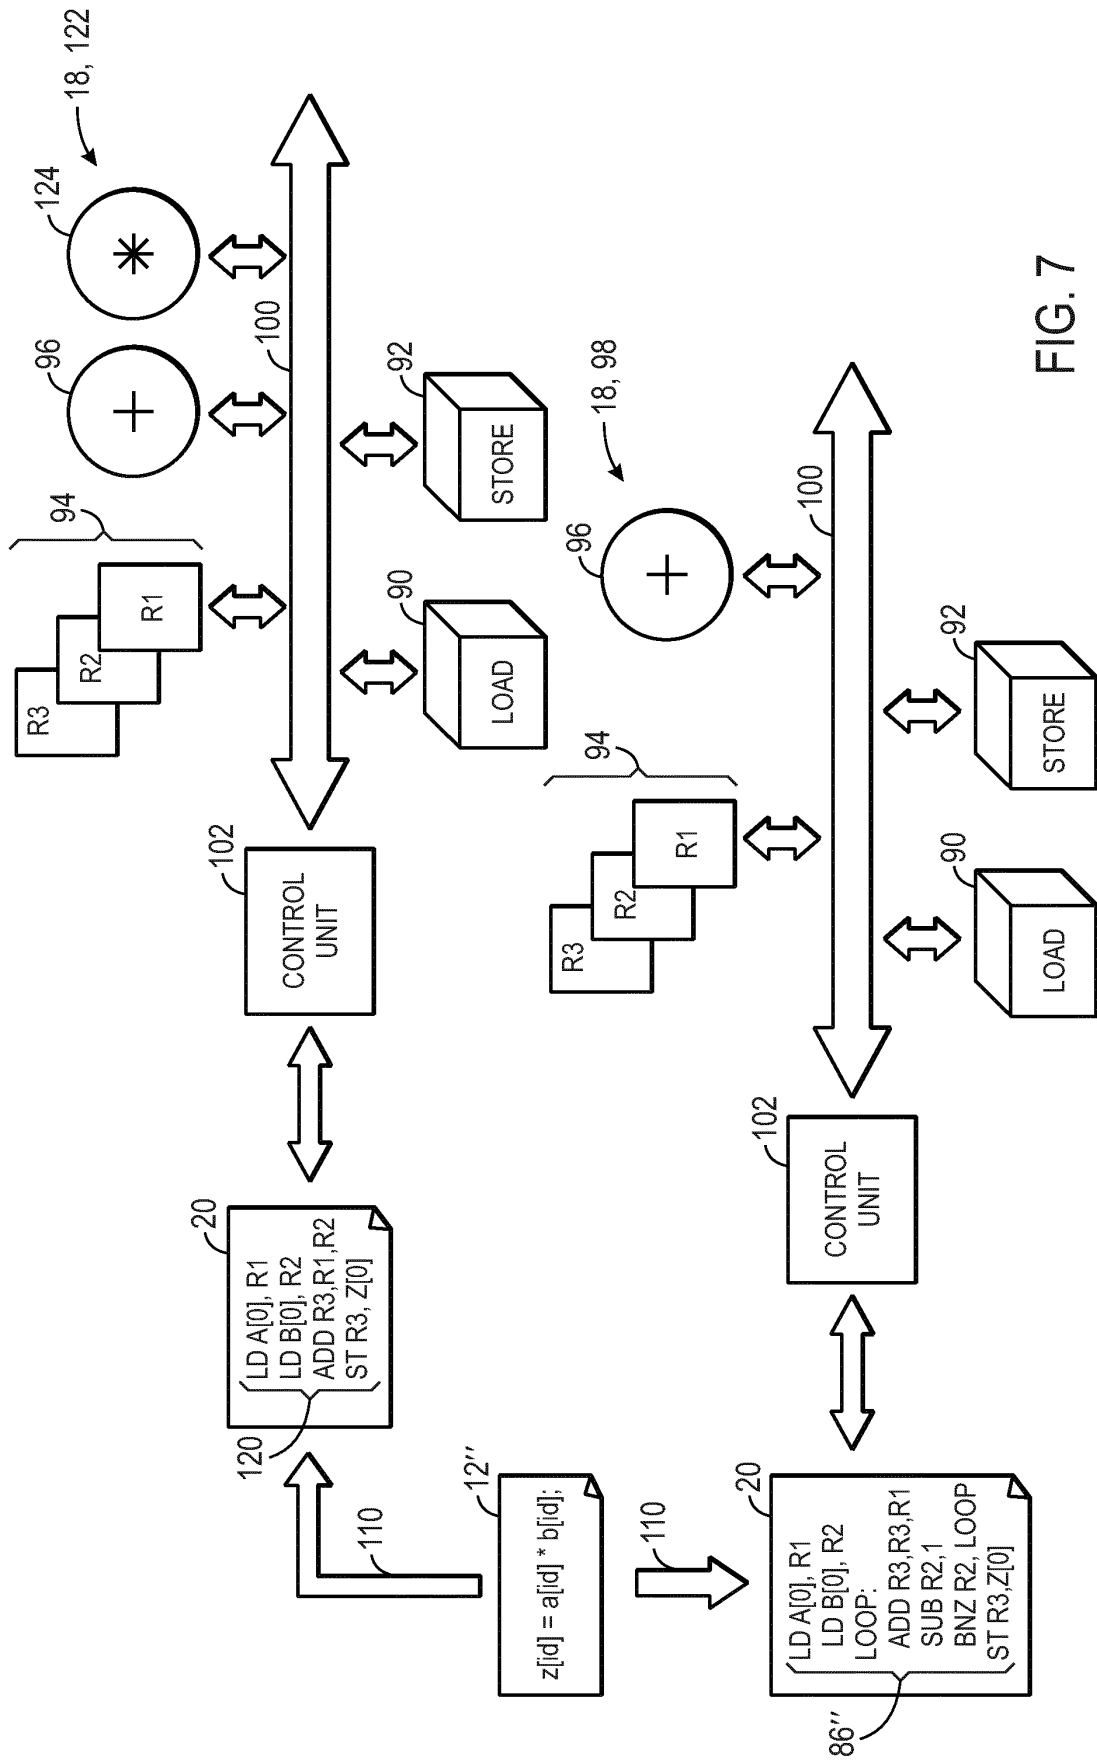 18, 122
124
96
94
R3
R2
R1
100
102
CONTROL
UNIT
90
LOAD
92
STORE
20
LD A[0], R1
LD B[0], R2
ADD R3,R1,R2
ST R3, Z[0]
120
110
12''
z[id] = a[id] * b[id];
110
18, 98
96
94
R3
R2
R1
100
102
CONTROL
UNIT
90
LOAD
92
STORE
20
LD A[0], R1
LD B[0], R2
LOOP:
ADD R3,R3,R1
SUB R2,1
BNZ R2, LOOP
ST R3,Z[0]
86''
FIG. 7